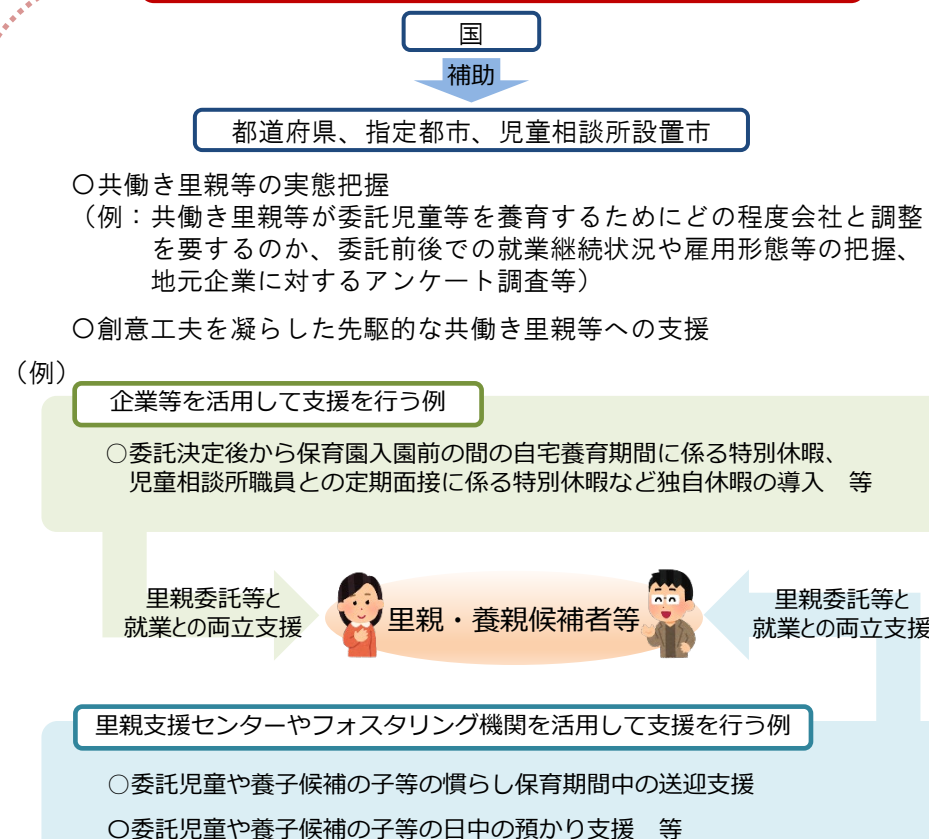 国
補助
都道府県、指定都市、児童相談所設置市
〇共働き里親等の実態把握
（例：共働き里親等が委託児童等を養育するためにどの程度会社と調整
を要するのか、委託前後での就業継続状況や雇用形態等の把握、
地元企業に対するアンケート調査等）
〇創意工夫を凝らした先駆的な共働き里親等への支援
（例）
企業等を活用して支援を行う例
○委託決定後から保育園入園前の間の自宅養育期間に係る特別休暇、
児童相談所職員との定期面接に係る特別休暇など独自休暇の導入　等
里親委託等と
就業との両立支援
里親・養親候補者等
里親委託等と
就業との両立支援
里親支援センターやフォスタリング機関を活用して支援を行う例
○委託児童や養子候補の子等の慣らし保育期間中の送迎支援
〇委託児童や養子候補の子等の日中の預かり支援　等